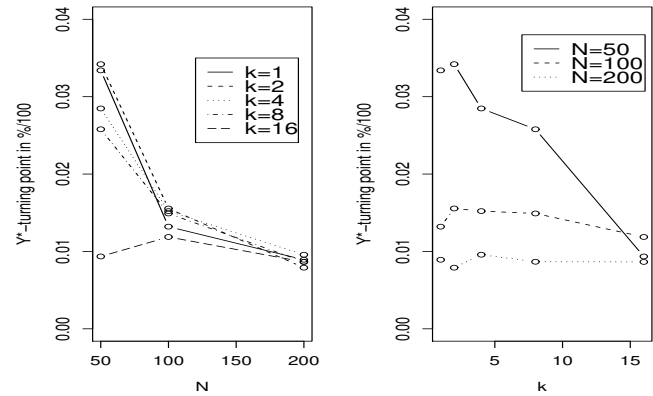 Y*−turning point in %/100
0.04
0.03
0.02
0.01
0.00
k=1
k=2
k=4
k=8
k=16
50 100 150 200
N
Y*−turning point in %/100
0.04
0.03
0.02
0.01
0.00
N=50
N=100
N=200
5 10 15
k